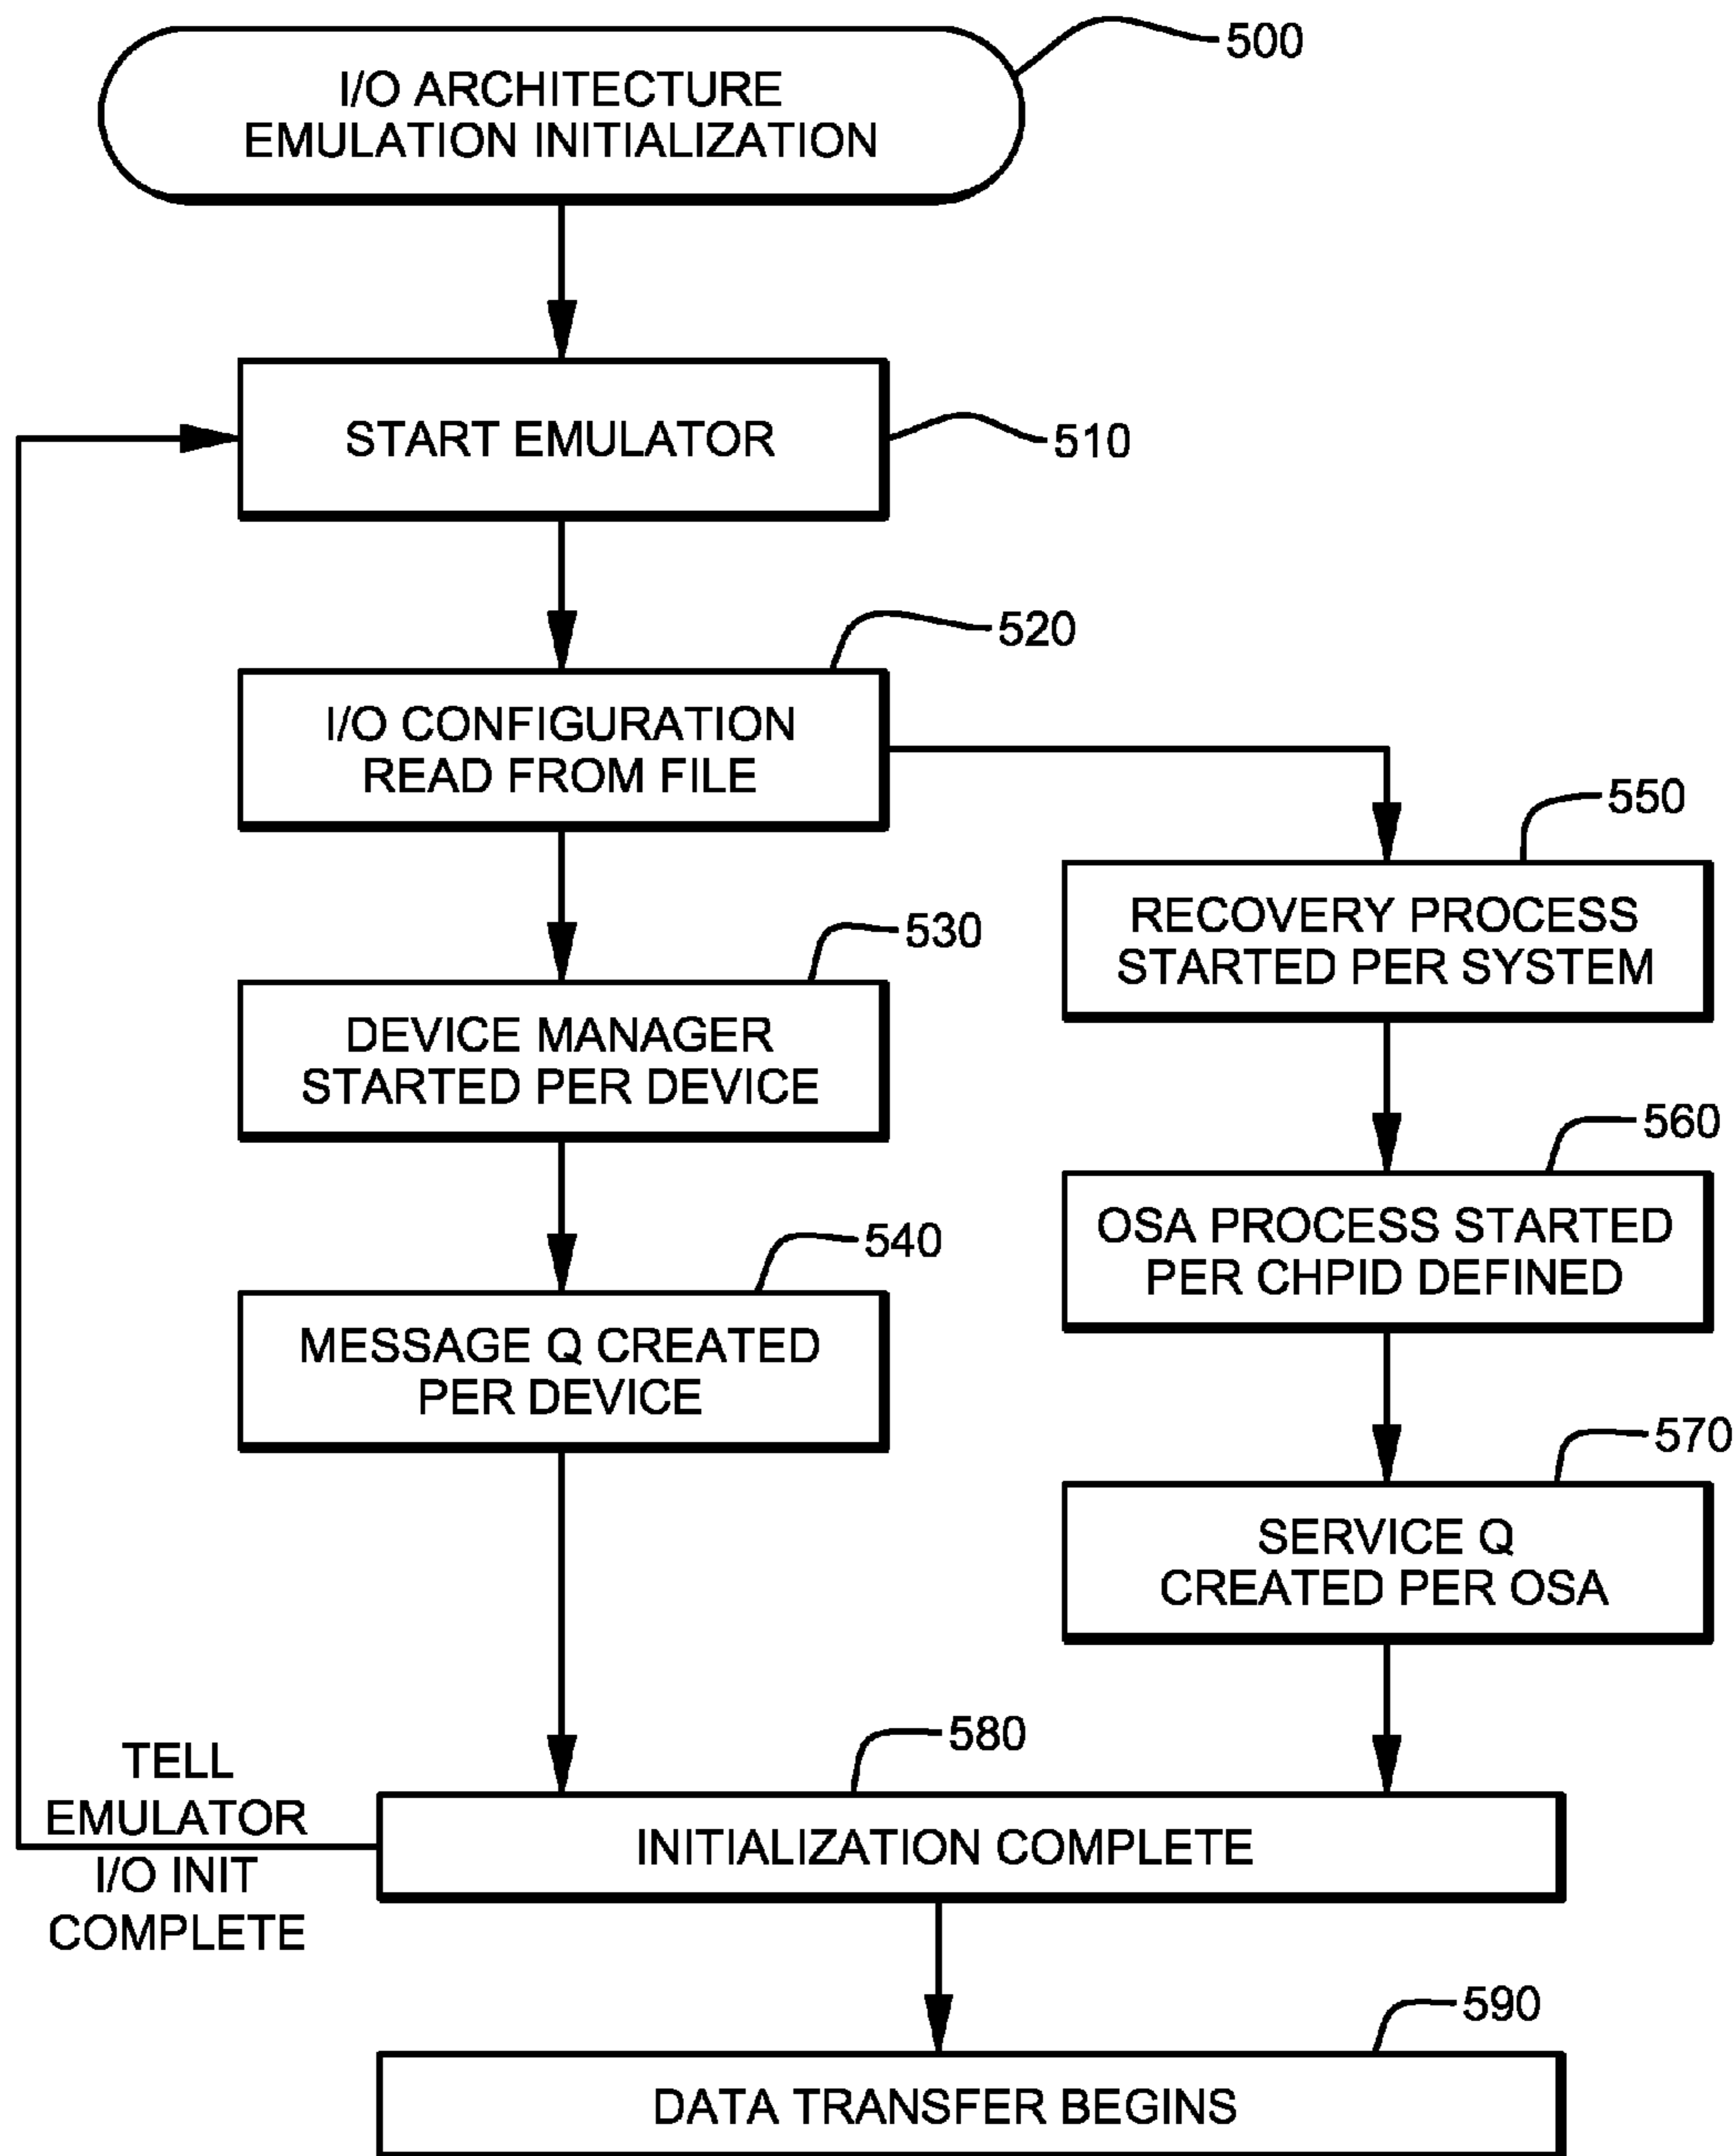 500
I/O ARCHITECTURE
EMULATION INITIALIZATION
START EMULATOR
510
520
I/O CONFIGURATION
READ FROM FILE
550
RECOVERY PROCESS
STARTED PER SYSTEM
530
DEVICE MANAGER
STARTED PER DEVICE
560
OSA PROCESS STARTED
PER CHPID DEFINED
540
MESSAGE Q CREATED
PER DEVICE
570
SERVICE Q
CREATED PER OSA
580
TELL
EMULATOR
I/O INIT
COMPLETE
INITIALIZATION COMPLETE
590
DATA TRANSFER BEGINS